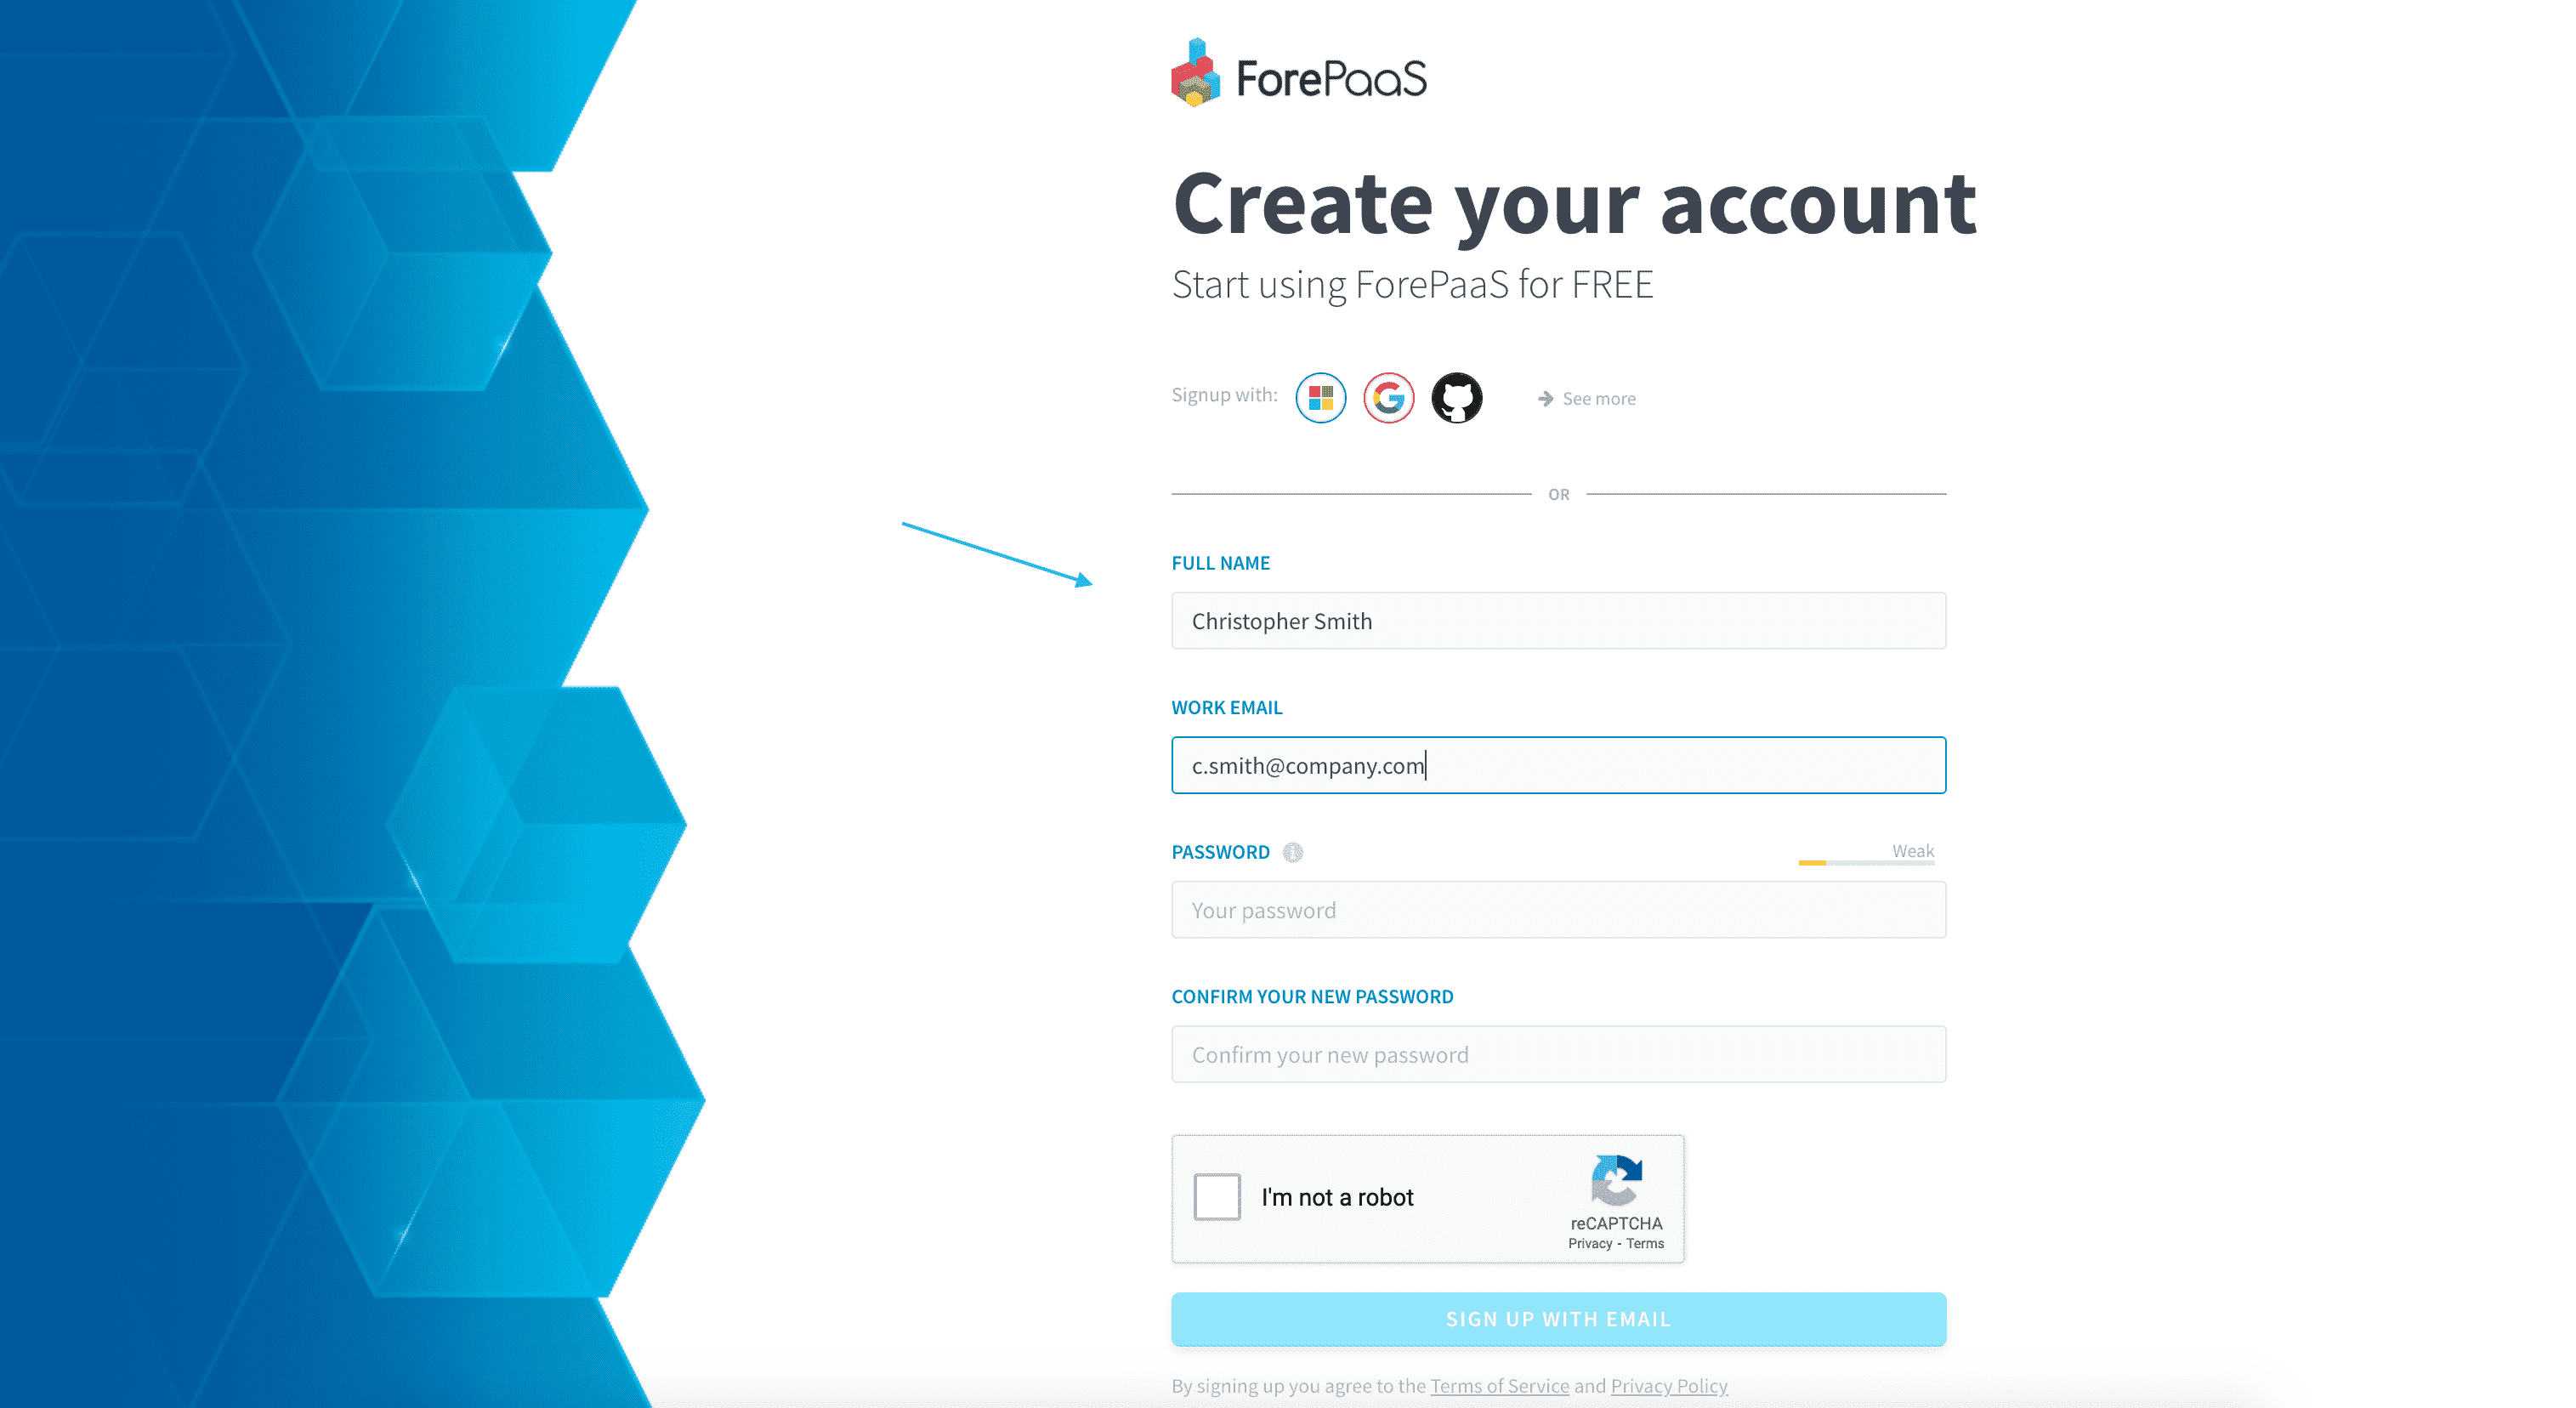 ForePaaS
Create your account
Start using ForePaaS for FREE
Signup with:
See more
OR
FULL NAME
Christopher Smith
WORK EMAIL
c.smith@company.com
PASSWORD
Weak
Your password
CONFIRM YOUR NEW PASSWORD
Confirm your new password
I'm not a robot
reCAPTCHA
Privacy - Terms
SIGN UP WITH EMAIL
By signing up you agree to the Terms of Service and Privacy Policy